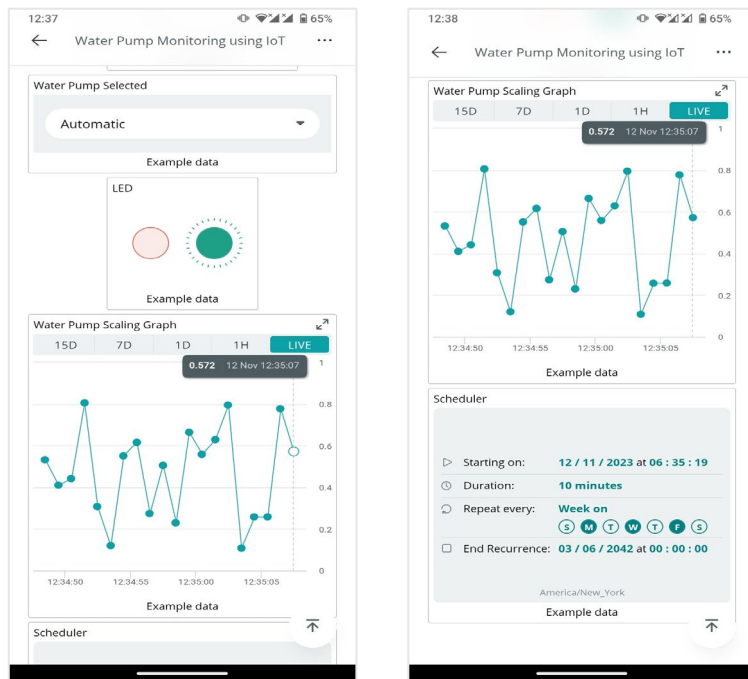 12:37
65%
Water Pump Monitoring using IoT
Water Pump Selected
Automatic
Example data
LED
Example data
Water Pump Scaling Graph
15D 7D 1D 1H LIVE
0.572 12 Nov 12:35:07
1
0.8
0.6
0.4
0.2
0
12:34:50 12:34:55 12:35:00 12:35:05
Example data
Scheduler
12:38
65%
Water Pump Monitoring using IoT
Water Pump Scaling Graph
15D 7D 1D 1H LIVE
0.572 12 Nov 12:35:07
1
0.8
0.6
0.4
0.2
0
12:34:50 12:34:55 12:35:00 12:35:05
Example data
Scheduler
Starting on: 12 / 11 / 2023 at 06 : 35 : 19
Duration: 10 minutes
Repeat every: Week on
S M T W T F S
End Recurrence: 03 / 06 / 2042 at 00 : 00 : 00
America/New_York
Example data